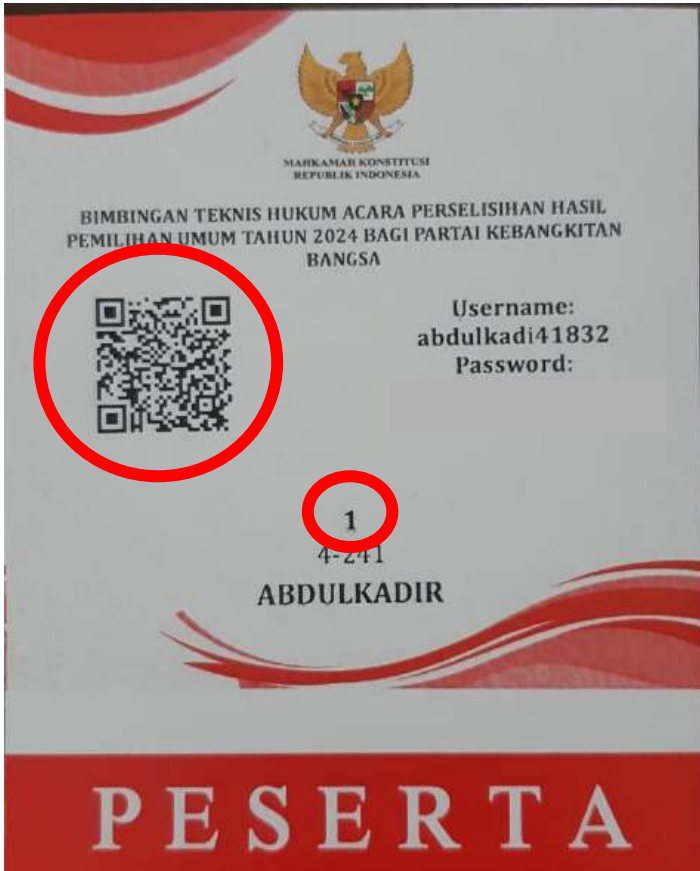 MAHKAMAH KONSTITUSI
REPUBLIK INDONESIA
BIMBINGAN TEKNIS HUKUM ACARA PERSELISIHAN HASIL
PEMILIHAN UMUM TAHUN 2024 BAGI PARTAI KEBANGKITAN
BANGSA
Username:
abdulkadi41832
Password:
1
4-241
ABDULKADIR
PESERTA